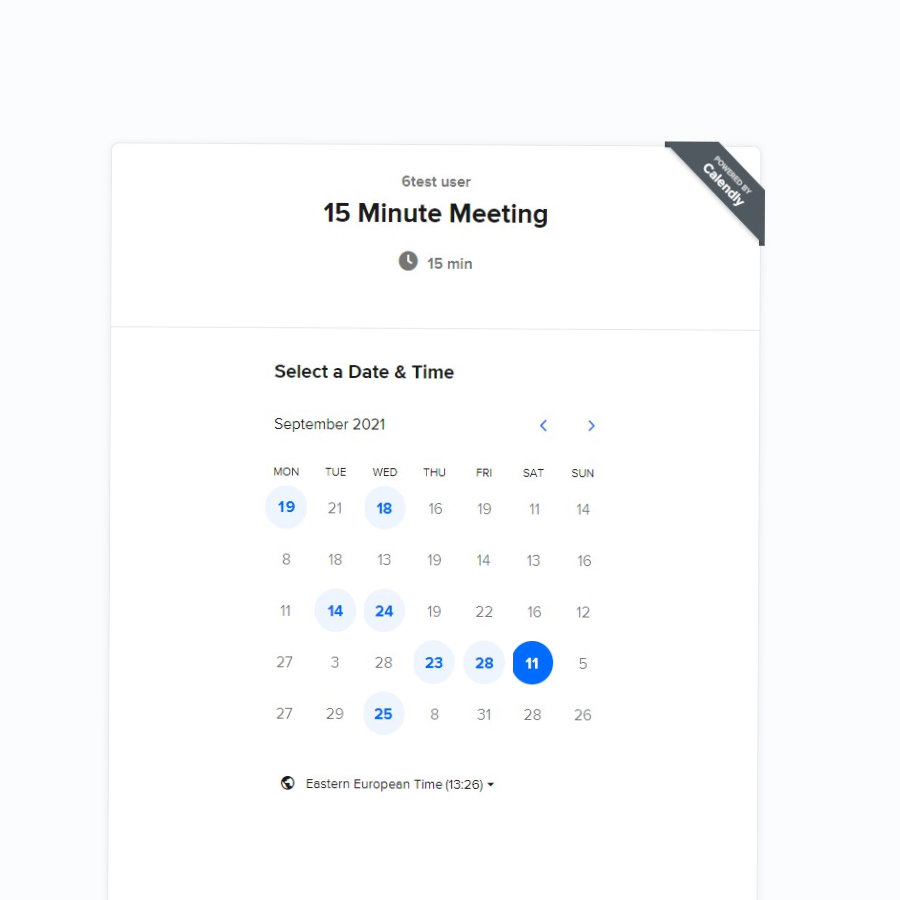 POWERED BY
Calendly
6test user
15 Minute Meeting
15 min
Select a Date & Time
September 2021
MON TUE WED THU FRI SAT SUN
19 21 18 16 19 11 14
8 18 13 19 14 13 16
11 14 24 19 22 16 12
27 3 28 23 28 11 5
27 29 25 8 31 28 26
Eastern European Time (13:26)